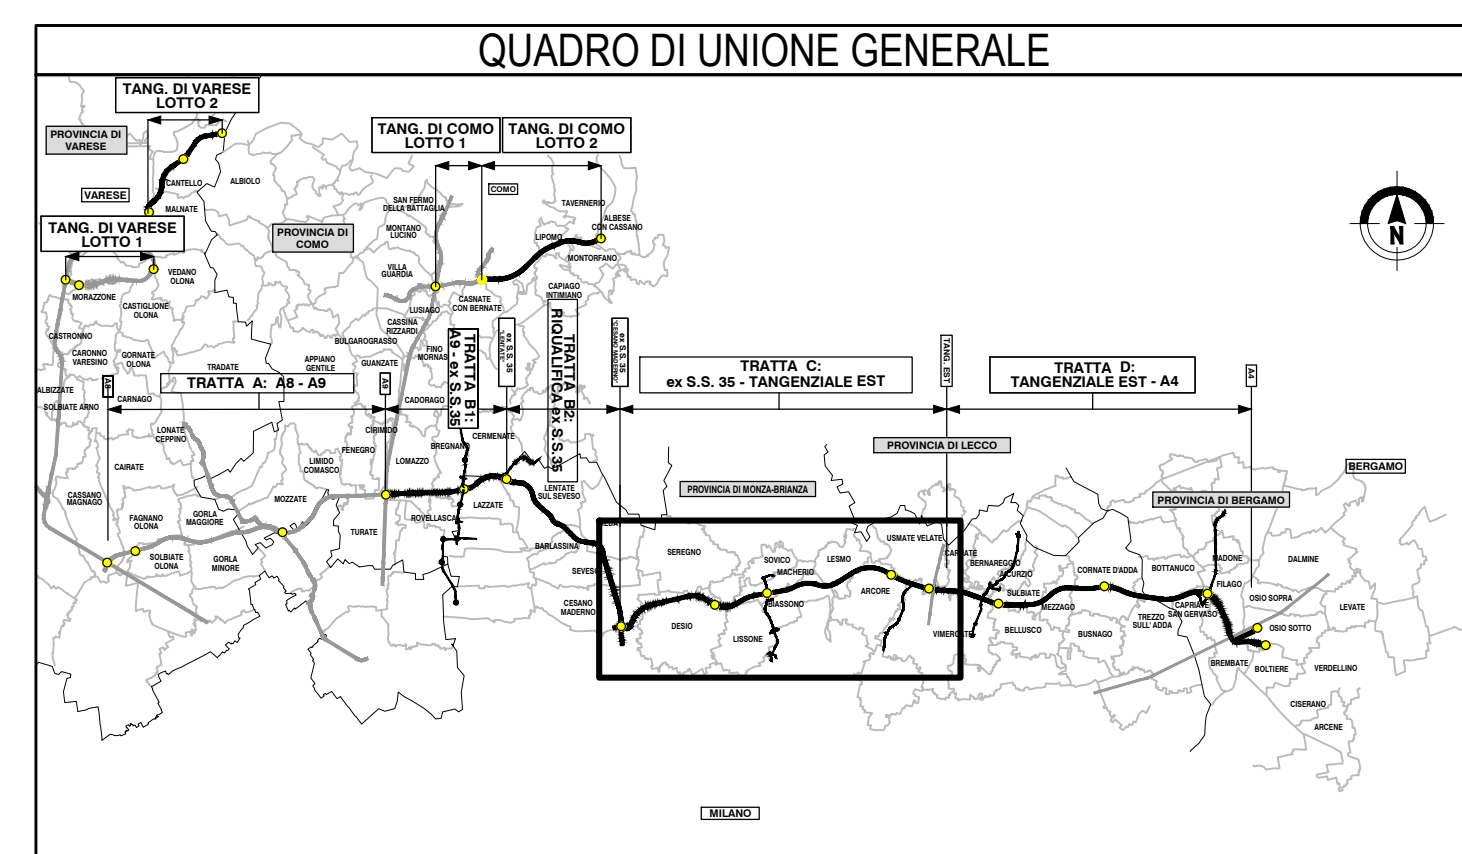 QUADRO DI UNIONE GENERALE
TANG. DI VARESE
LOTTO 2
PROVINCIA DI
VARESE
TANG. DI COMO
LOTTO 1
TANG. DI COMO
LOTTO 2
CANTELLO
ALBIOLO
VARESE
MALNATE
COMO
SAN FERMO
DELLA BATTAGLIA
TAVERNERIO
ALBESE
CON CASSANO
TANG. DI VARESE
LOTTO 1
PROVINCIA DI
COMO
MONTANO
LUCINO
LIPOMO
MONTORFANO
N
VEDANO
OLONA
VILLA
GUARDIA
MORAZZONE
CASTIGLIONE
OLONA
LUSIAGO
CASNATE
CON BERNATE
CAPIAGO
INTIMIANO
CASSINA
RIZZARDI
CASTRONNO
BULGAROGRASSO
FINO
MORNAS
CARONNO
VARESINO
GORNATE
OLONA
TRADATE
APPIANO
GENTILE
GUANZATE
TRATTA B1:
A9 - ex S.S.35
ex S.S. 35
"LENTATE"
TRATTA B2:
RIQUALIFICA ex S.S.35
ex S.S. 35
"CESANO MADERNO"
TRATTA C:
ex S.S. 35 - TANGENZIALE EST
TANG. EST
TRATTA D:
TANGENZIALE EST - A4
A4
ALBIZZATE
A8
TRATTA A: A8 - A9
A9
SOLBIATE ARNO
CARNAGO
CADORAGO
LONATE
CEPPINO
CIRIMIDO
CERMENATE
FENEGRO
BREGNANO
PROVINCIA DI LECCO
CAIRATE
LIMIDO
COMASCO
LOMAZZO
BERGAMO
CASSANO
MAGNAGO
MOZZATE
LENTATE
SUL SEVESO
PROVINCIA DI MONZA-BRIANZA
PROVINCIA DI BERGAMO
LAZZATE
FAGNANO
OLONA
GORLA
MAGGIORE
ROVELLASCA
TURATE
BARLASSINA
SOLBIATE
OLONA
GORLA
MINORE
SEVESO
SEREGNO
SOVICO
MACHERIO
LESMO
USMATE VELATE
CARNATE
BERNAREGGIO
AICURZIO
CORNATE D'ADDA
BOTTANUCO
MADONE
DALMINE
FILAGO
CESANO
MADERNO
DESIO
BIASSONO
LISSONE
ARCORE
VIMERCATE
SULBIATE
MEZZAGO
BELLUSCO
BUSNAGO
TREZZO
SULL' ADDA
CAPRIATE
SAN GERVASO
OSIO SOPRA
LEVATE
OSIO SOTTO
BREMBATE
BOLTIERE
VERDELLINO
CISERANO
ARCENE
MILANO